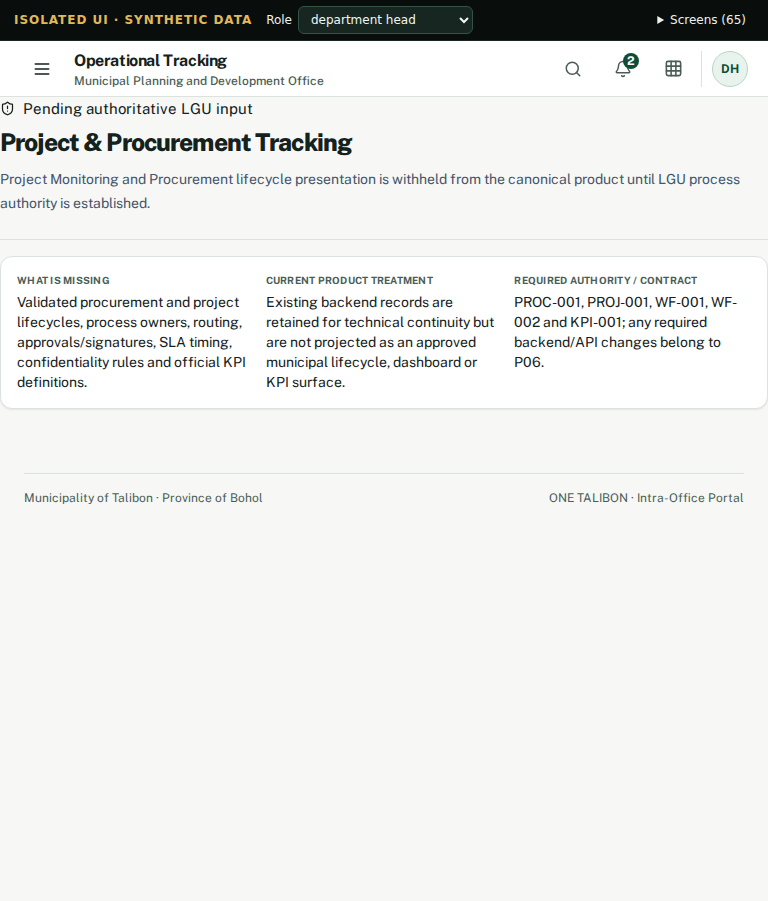 ISOLATED UI · SYNTHETIC DATA Role department head Screens (65)
Operational Tracking
Municipal Planning and Development Office
2
DH
Pending authoritative LGU input
Project & Procurement Tracking
Project Monitoring and Procurement lifecycle presentation is withheld from the canonical product until LGU process
authority is established.
WHAT IS MISSING
Validated procurement and project
lifecycles, process owners, routing,
approvals/signatures, SLA timing,
confidentiality rules and official KPI
definitions.
CURRENT PRODUCT TREATMENT
Existing backend records are
retained for technical continuity but
are not projected as an approved
municipal lifecycle, dashboard or
KPI surface.
REQUIRED AUTHORITY / CONTRACT
PROC-001, PROJ-001, WF-001, WF-
002 and KPI-001; any required
backend/API changes belong to
P06.
Municipality of Talibon · Province of Bohol
ONE TALIBON · Intra-Office Portal